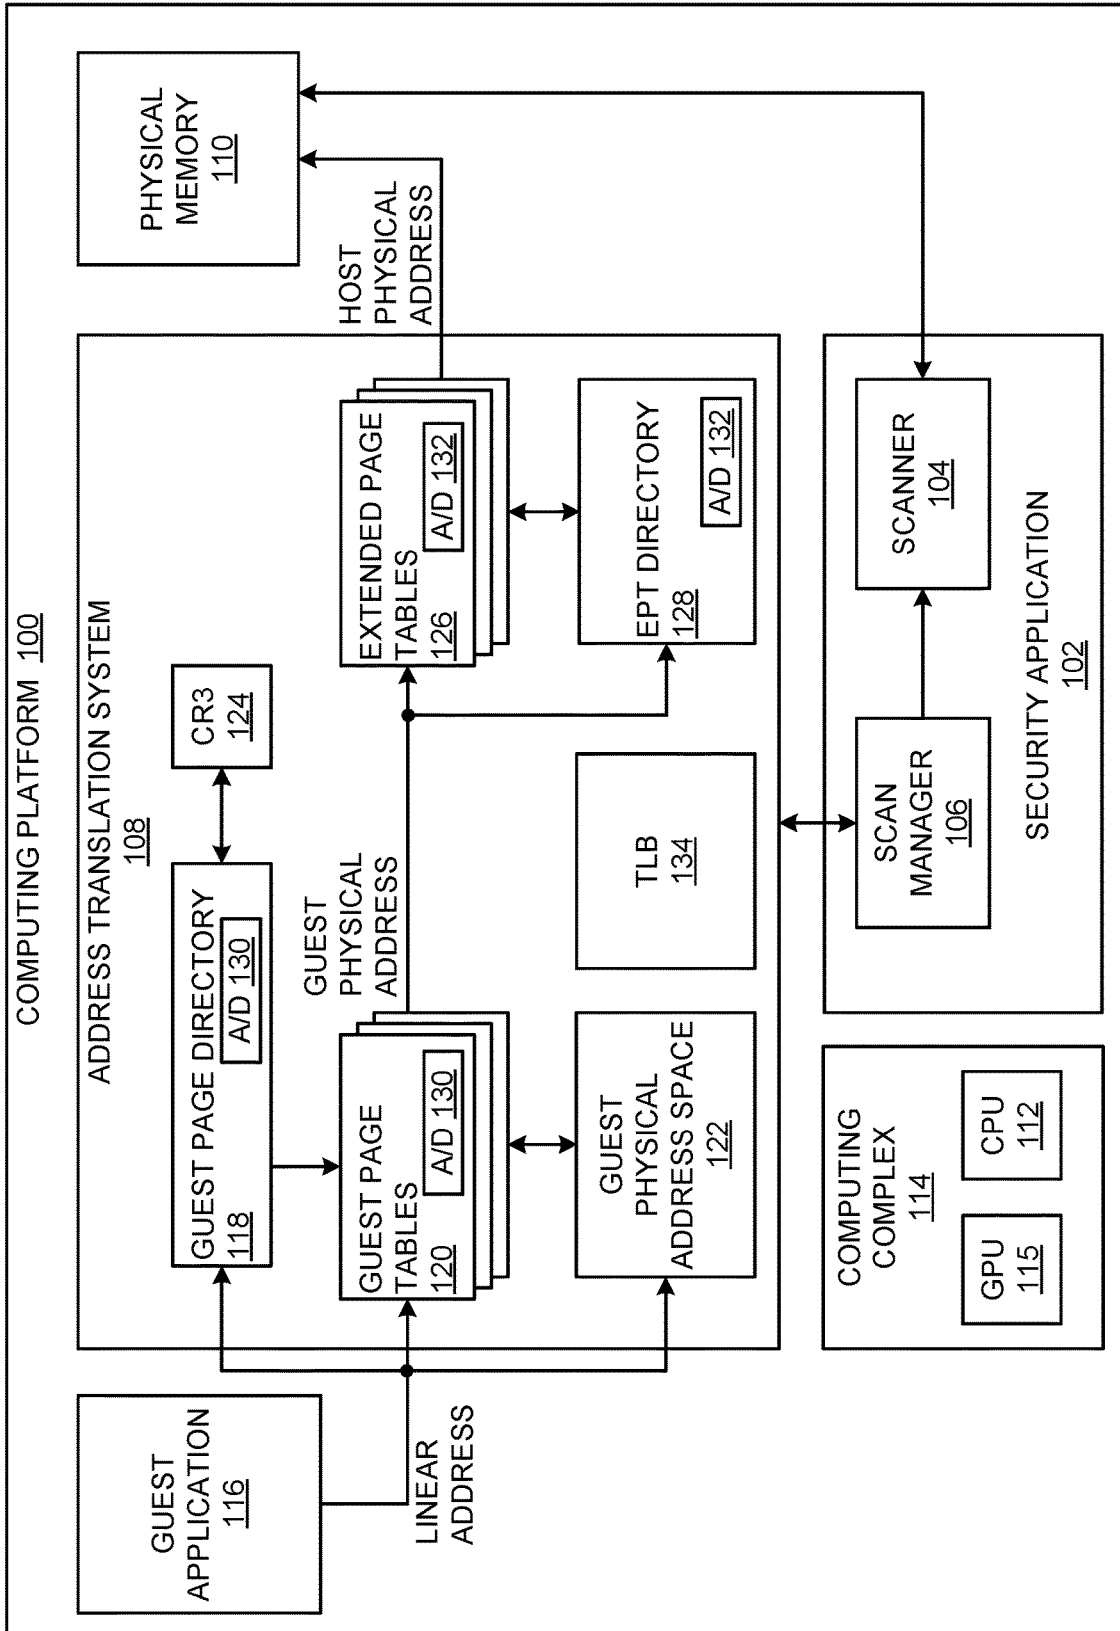 COMPUTING PLATFORM 100
GUEST
APPLICATION
116
LINEAR
ADDRESS
ADDRESS TRANSLATION SYSTEM
108
GUEST PAGE DIRECTORY
118
A/D 130
CR3
124
GUEST PAGE
TABLES
120
A/D 130
GUEST
PHYSICAL
ADDRESS
EXTENDED PAGE
TABLES
126
A/D 132
GUEST
PHYSICAL
ADDRESS SPACE
122
TLB
134
EPT DIRECTORY
128
A/D 132
HOST
PHYSICAL
ADDRESS
PHYSICAL
MEMORY
110
COMPUTING
COMPLEX
114
GPU
115
CPU
112
SCAN
MANAGER
106
SCANNER
104
SECURITY APPLICATION
102